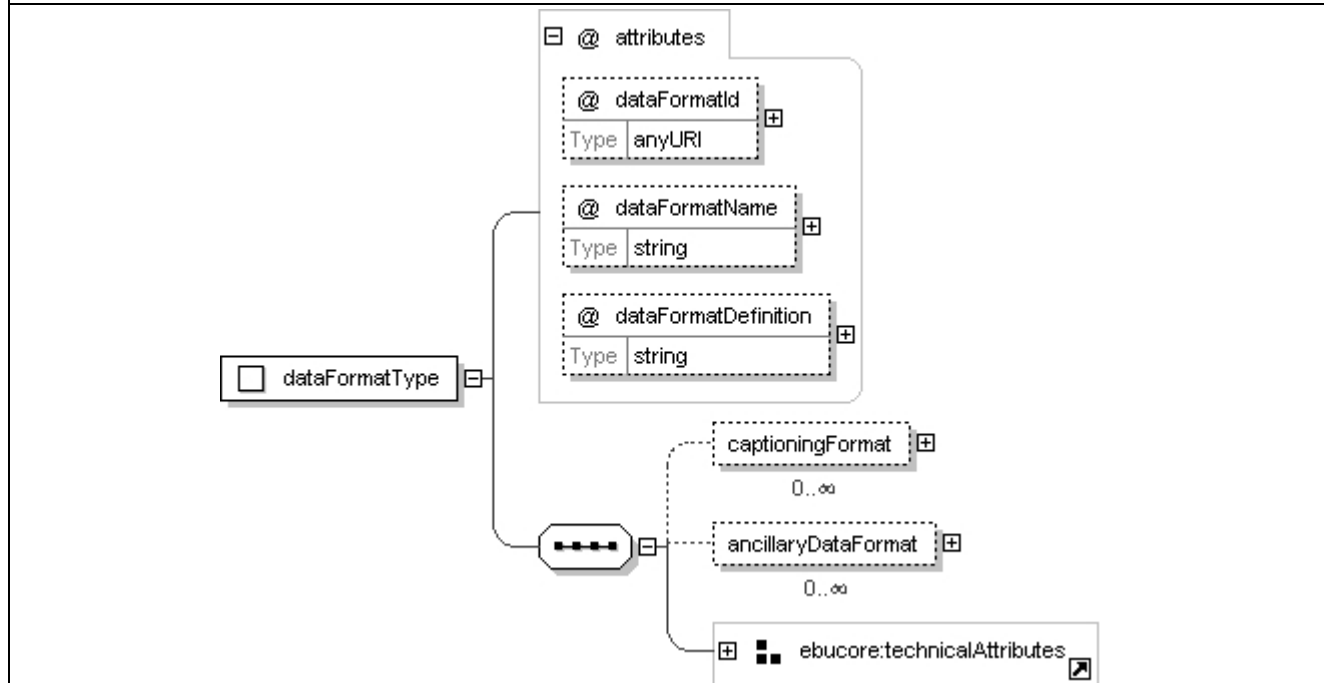 @ attributes
@ dataFormatId
Type anyURI
@ dataFormatName
Type string
@ dataFormatDefinition
Type string
dataFormatType
captioningFormat
0..∞
ancillaryDataFormat
0..∞
ebucore:technicalAttributes